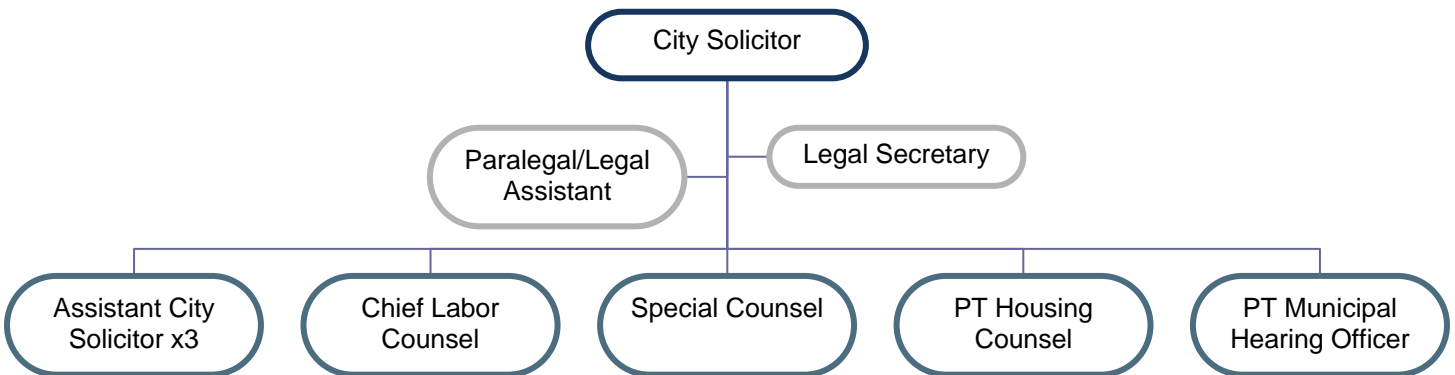 City Solicitor
Paralegal/Legal
Assistant
Legal Secretary
Assistant City
Solicitor x3
Chief Labor
Counsel
Special Counsel
PT Housing
Counsel
PT Municipal
Hearing Officer